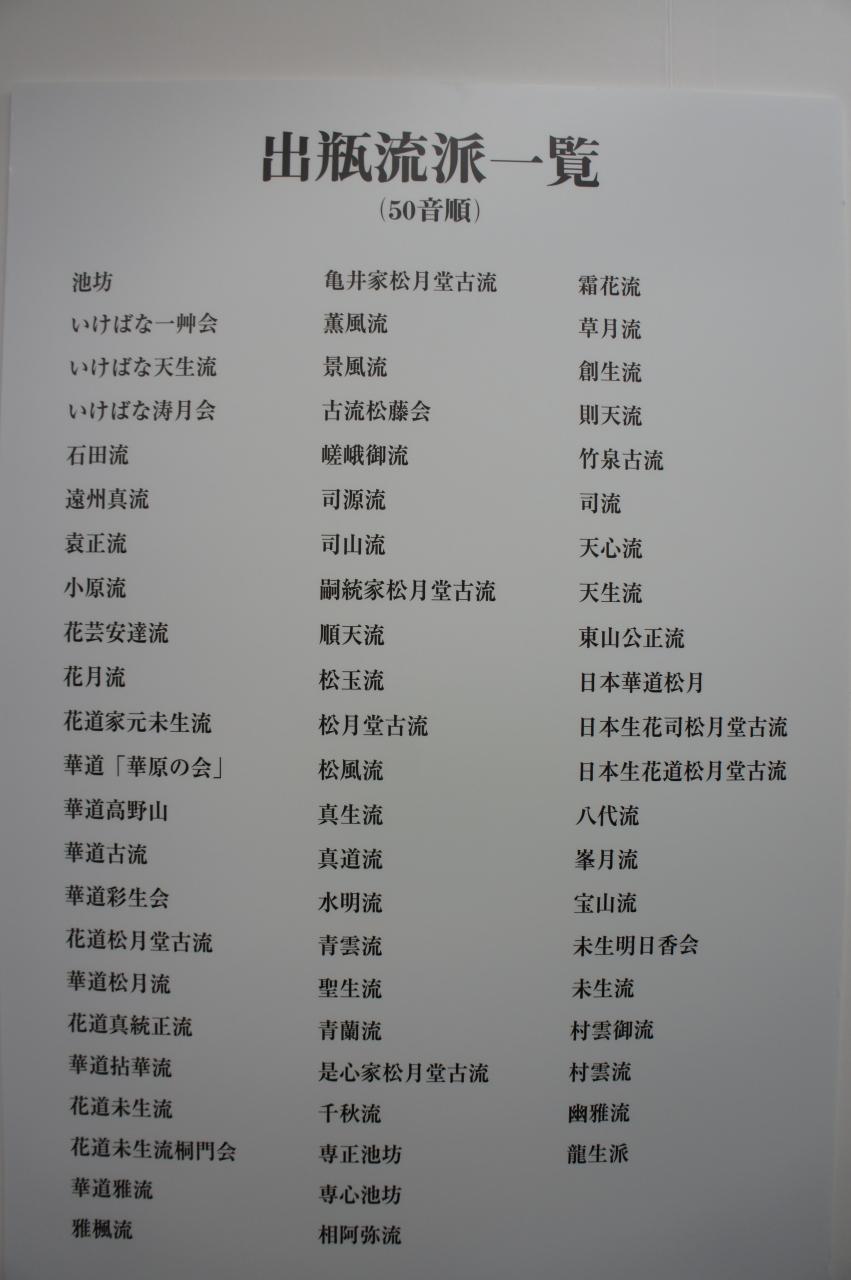 出瓶流派一覧
(50音順)
池坊
いけばな一艸会
いけばな天生流
いけばな涛月会
石田流
遠州真流
袁正流
小原流
花芸安達流
花月流
花道家元未生流
華道「華原の会」
華道高野山
華道古流
華道彩生会
花道松月堂古流
華道松月流
花道真統正流
華道拈華流
花道未生流
花道未生流桐門会
華道雅流
雅楓流
亀井家松月堂古流
薫風流
景風流
古流松藤会
嵯峨御流
司源流
司山流
嗣統家松月堂古流
順天流
松玉流
松月堂古流
松風流
真生流
真道流
水明流
青雲流
聖生流
青蘭流
是心家松月堂古流
千秋流
専正池坊
専心池坊
相阿弥流
霜花流
草月流
創生流
則天流
竹泉古流
司流
天心流
天生流
東山公正流
日本華道松月
日本生花司松月堂古流
日本生花道松月堂古流
八代流
峯月流
宝山流
未生明日香会
未生流
村雲御流
村雲流
幽雅流
龍生派